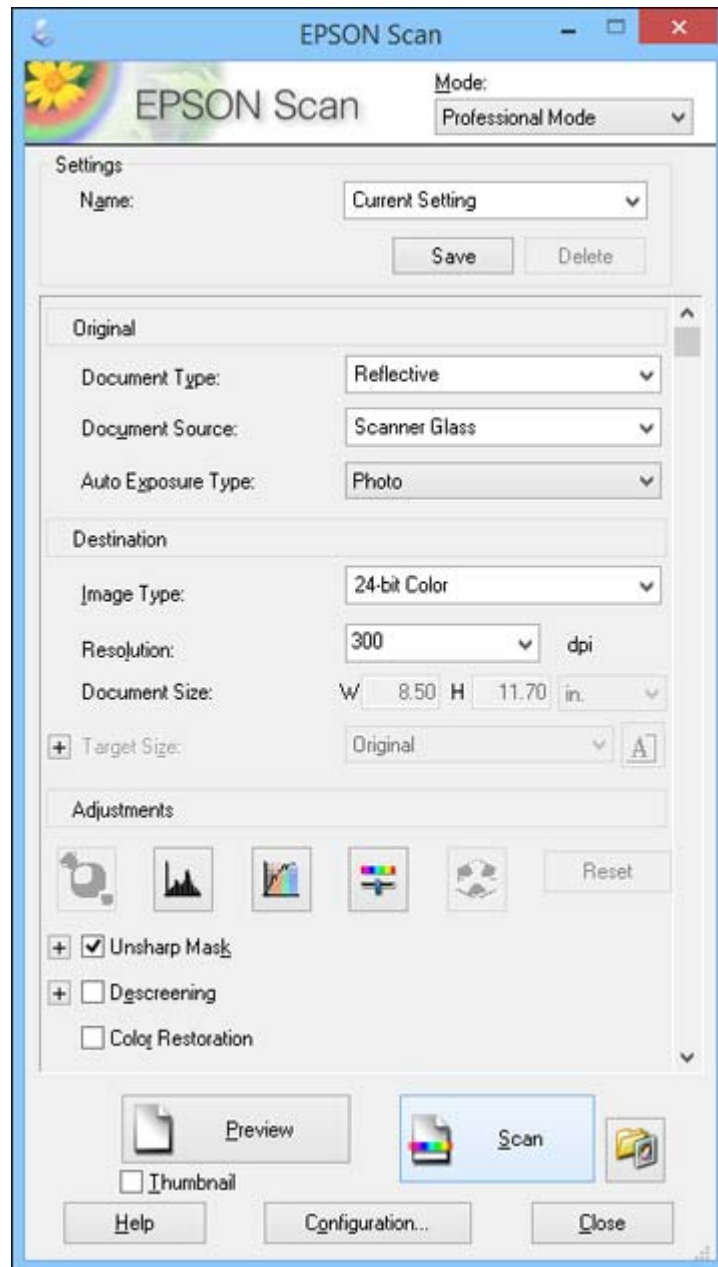 EPSON Scan
EPSON Scan
Mode:
Professional Mode
Settings
Name:
Current Setting
Save
Delete
Original
Document Type:
Reflective
Document Source:
Scanner Glass
Auto Exposure Type:
Photo
Destination
Image Type:
24-bit Color
Resolution:
300
dpi
Document Size:
W 8.50 H 11.70 in.
Target Size:
Original
A
Adjustments
Reset
Unsharp Mask
Descreening
Color Restoration
Preview
Scan
Thumbnail
Help
Configuration...
Close